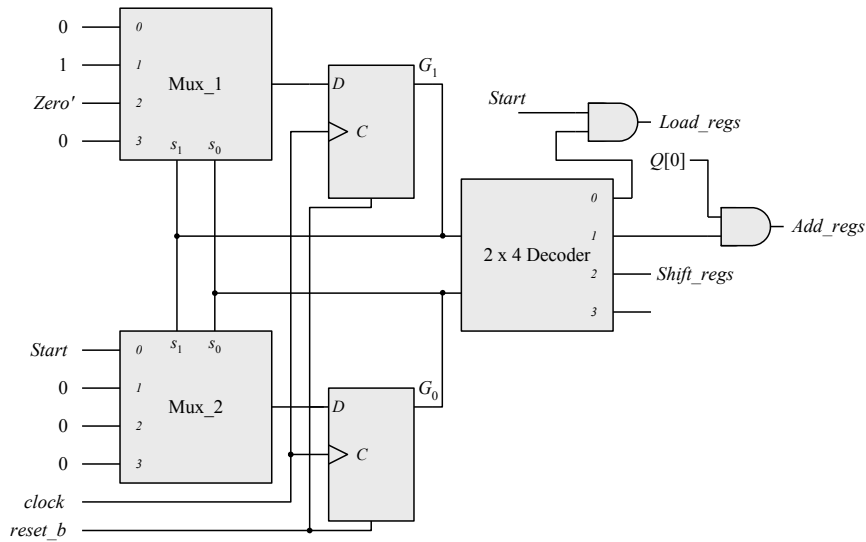 0
0
1
1
Mux_1
Zero'
2
0
3
s1
s0
D
C
G1
Start
Load_regs
Q[0]
0
1
2 x 4 Decoder
2
3
Add_regs
Shift_regs
s1
s0
Start
0
0
1
Mux_2
0
2
0
3
D
C
G0
clock
reset_b